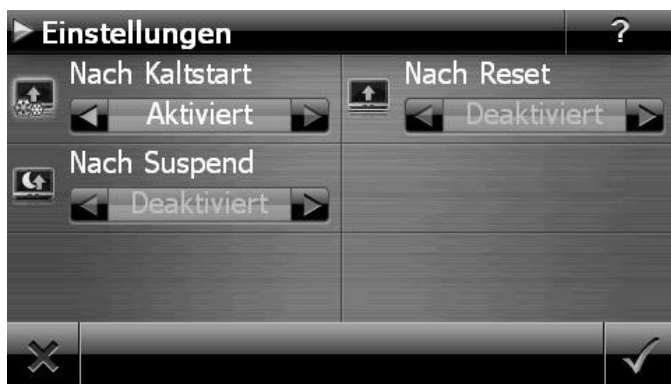 Einstellungen ?
Nach Kaltstart
Aktiviert
Nach Reset
Deaktiviert
Nach Suspend
Deaktiviert